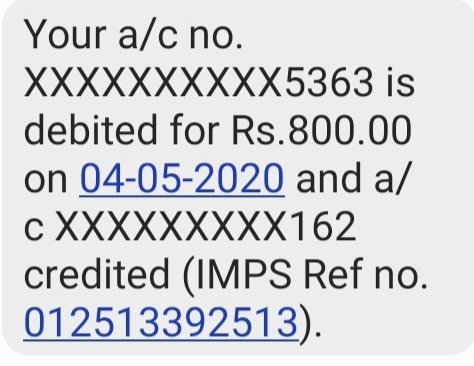 Your a/c no.
XXXXXXXXXX5363 is
debited for Rs.800.00
on 04-05-2020 and a/
c XXXXXXXXX162
credited (IMPS Ref no.
012513392513).